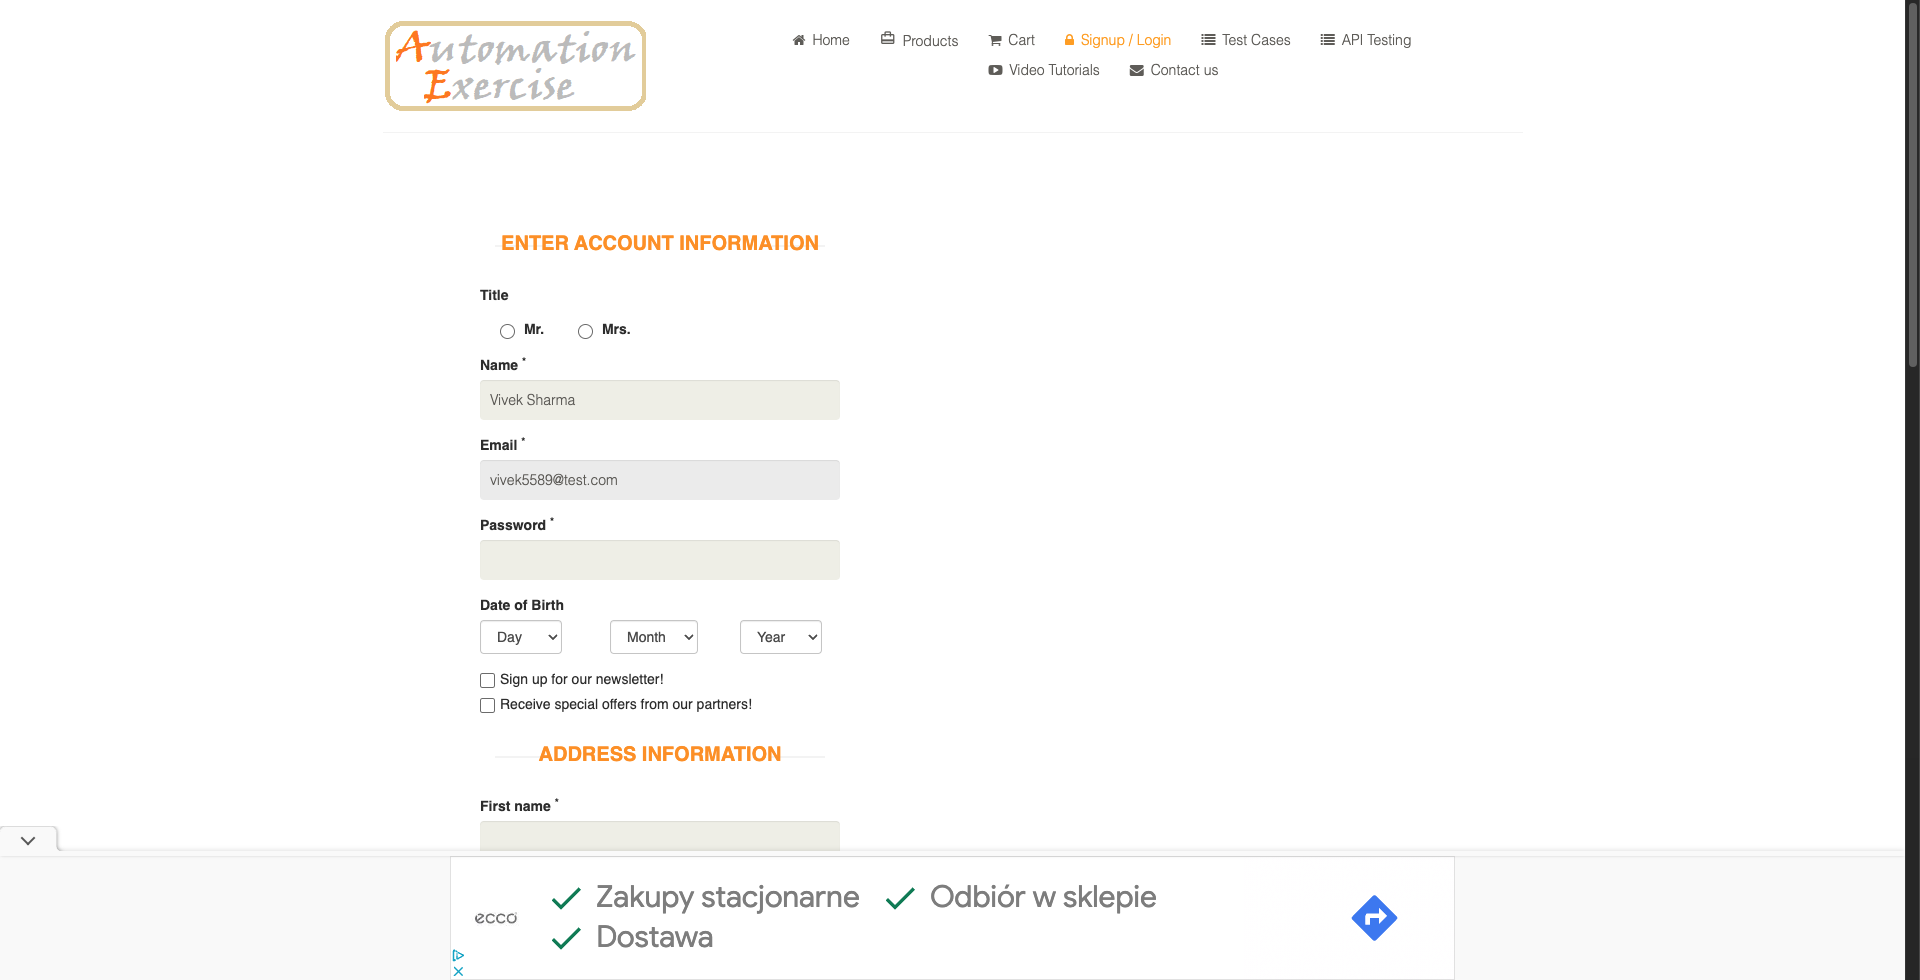 Automation
Exercise
Home
Products
Cart
Signup / Login
Test Cases
API Testing
Video Tutorials
Contact us
ENTER ACCOUNT INFORMATION
Title
Mr.
Mrs.
Name *
Vivek Sharma
Email *
vivek5589@test.com
Password *
Date of Birth
Day
Month
Year
Sign up for our newsletter!
Receive special offers from our partners!
ADDRESS INFORMATION
First name *
ecco
Zakupy stacjonarne
Odbiór w sklepie
Dostawa